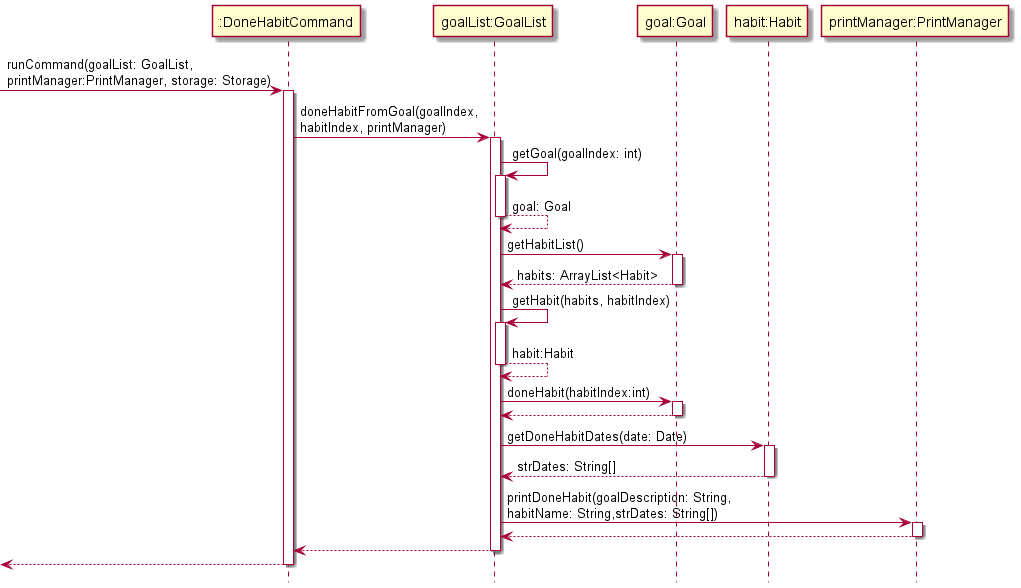 :DoneHabitCommand
goalList:GoalList
goal:Goal
habit:Habit
printManager:PrintManager
runCommand(goalList: GoalList,
printManager:PrintManager, storage: Storage)
doneHabitFromGoal(goalIndex,
habitIndex, printManager)
getGoal(goalIndex: int)
goal: Goal
getHabitList()
habits: ArrayList<Habit>
getHabit(habits, habitIndex)
habit:Habit
doneHabit(habitIndex:int)
getDoneHabitDates(date: Date)
strDates: String[]
printDoneHabit(goalDescription: String,
habitName: String,strDates: String[])